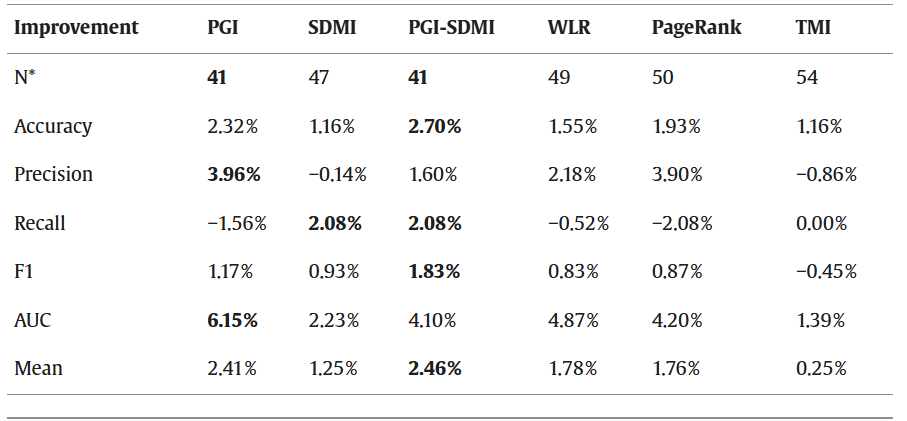 Improvement PGI SDMI PGI-SDMI WLR PageRank TMI
N* 41 47 41 49 50 54
Accuracy 2.32% 1.16% 2.70% 1.55% 1.93% 1.16%
Precision 3.96% −0.14% 1.60% 2.18% 3.90% −0.86%
Recall −1.56% 2.08% 2.08% −0.52% −2.08% 0.00%
F1 1.17% 0.93% 1.83% 0.83% 0.87% −0.45%
AUC 6.15% 2.23% 4.10% 4.87% 4.20% 1.39%
Mean 2.41% 1.25% 2.46% 1.78% 1.76% 0.25%